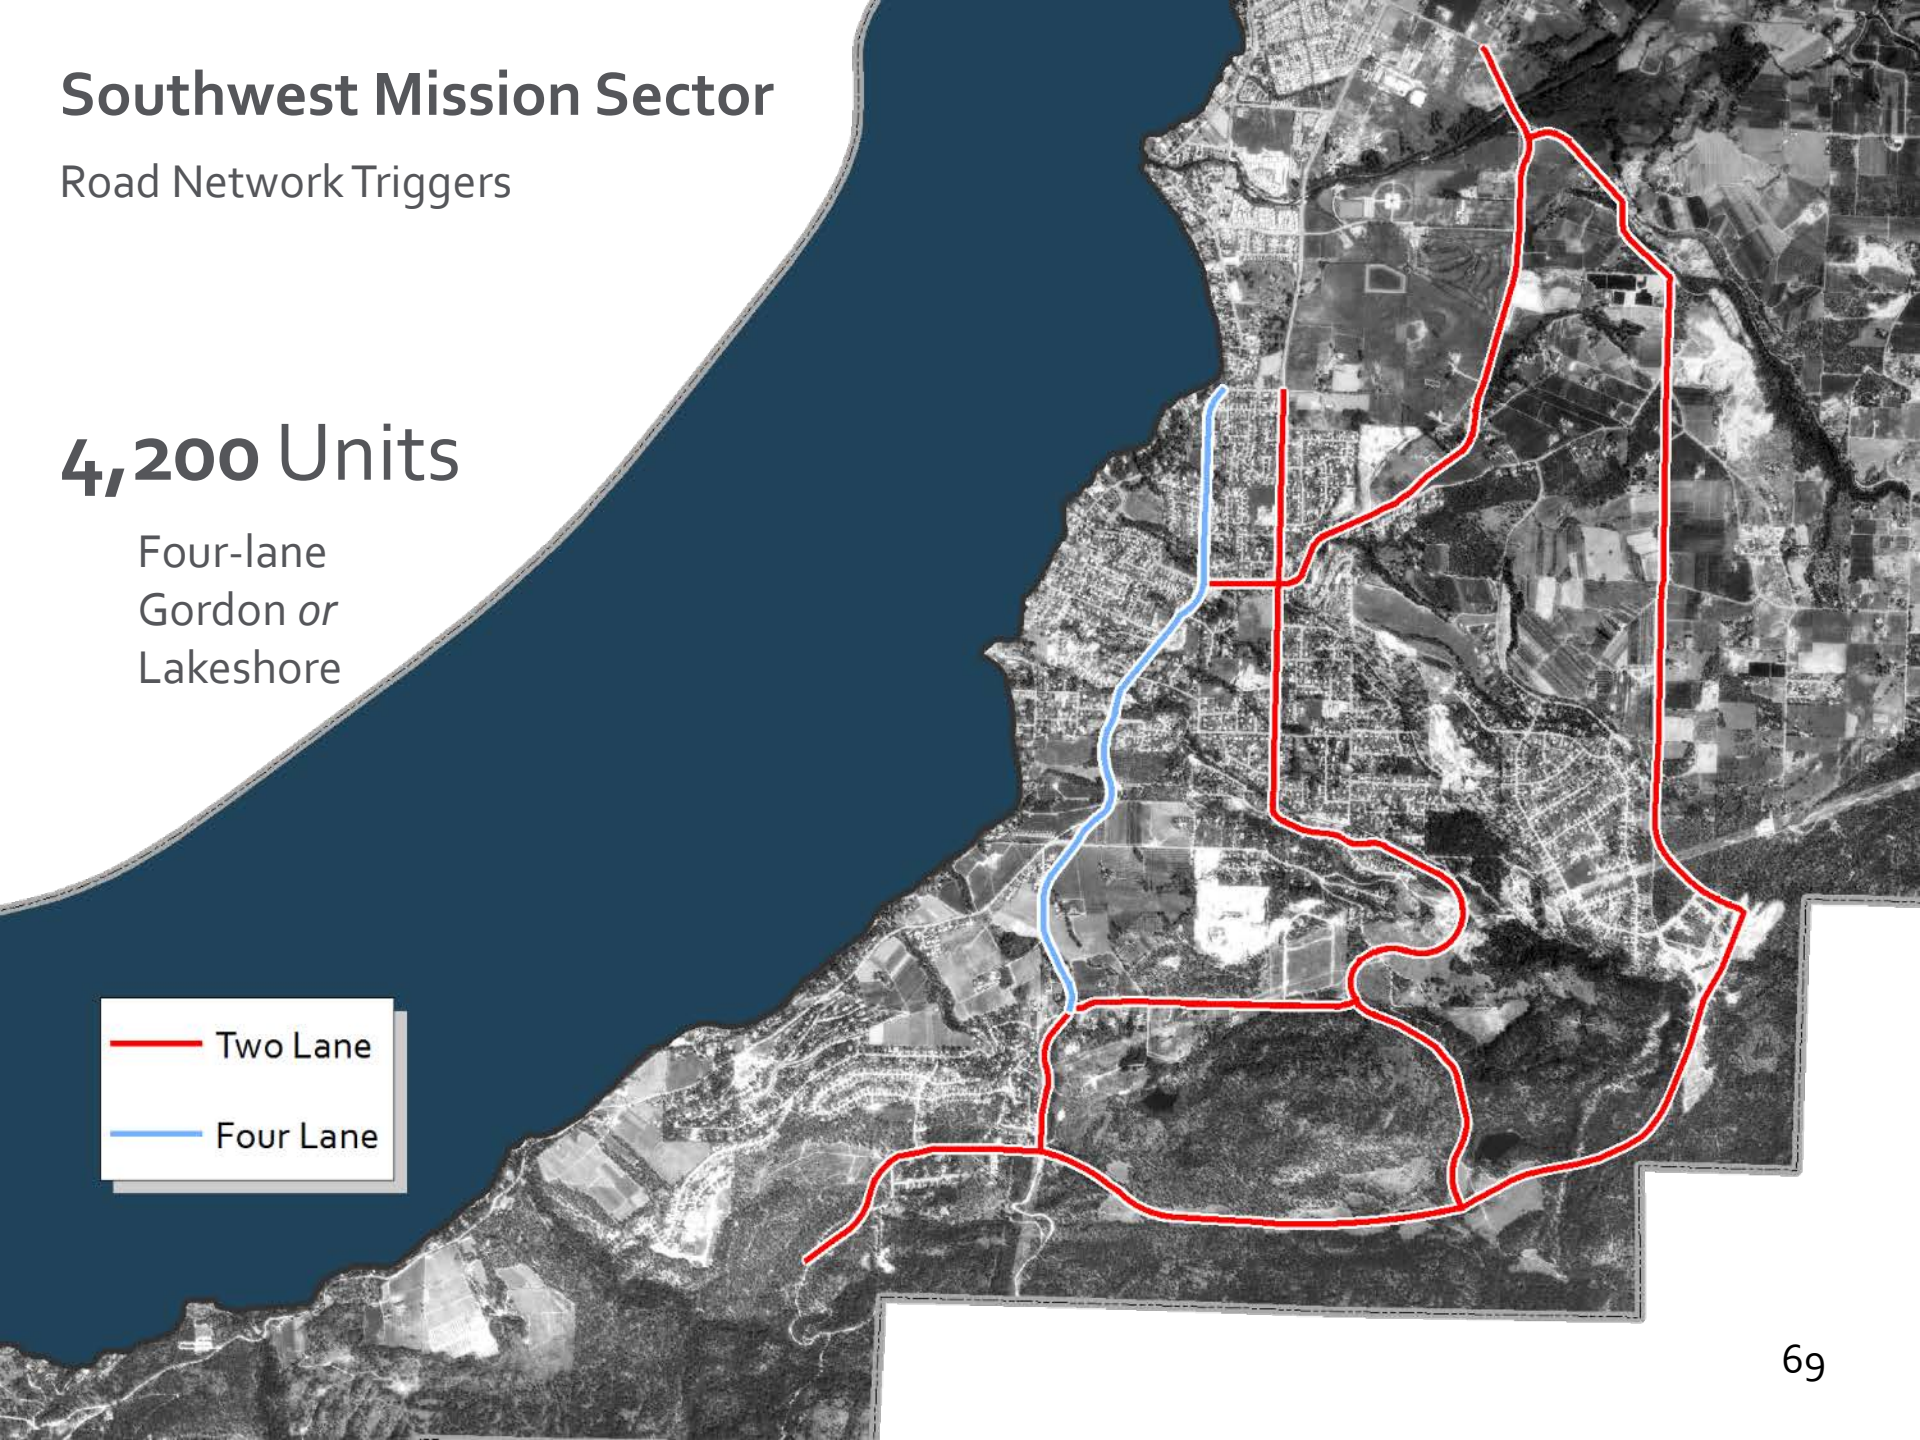 Southwest Mission Sector
Road Network Triggers
4,200 Units
Four-lane
Gordon or
Lakeshore
Two Lane
Four Lane
69